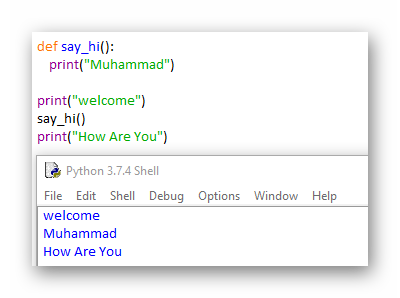 def say_hi():
    print("Muhammad")
print("welcome")
say_hi()
print("How Are You")
Python 3.7.4 Shell
File Edit Shell Debug Options Window Help
welcome
Muhammad
How Are You